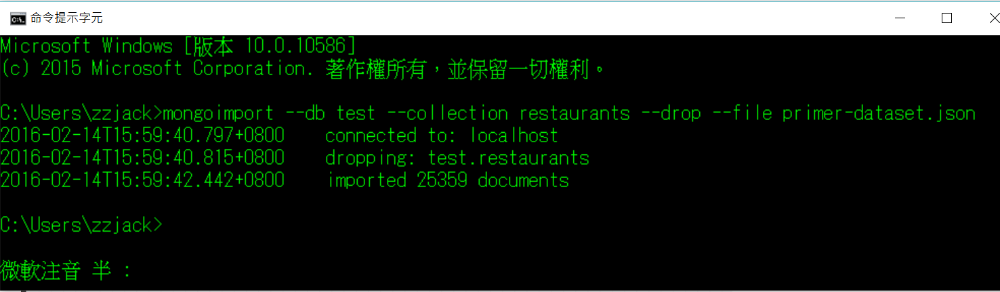 命令提示字元
Microsoft Windows [版本 10.0.10586]
(c) 2015 Microsoft Corporation. 著作權所有，並保留一切權利。
C:\Users\zzjack>mongoimport --db test --collection restaurants --drop --file primer-dataset.json
2016-02-14T15:59:40.797+0800    connected to: localhost
2016-02-14T15:59:40.815+0800    dropping: test.restaurants
2016-02-14T15:59:42.442+0800    imported 25359 documents
C:\Users\zzjack>
微軟注音 半 :